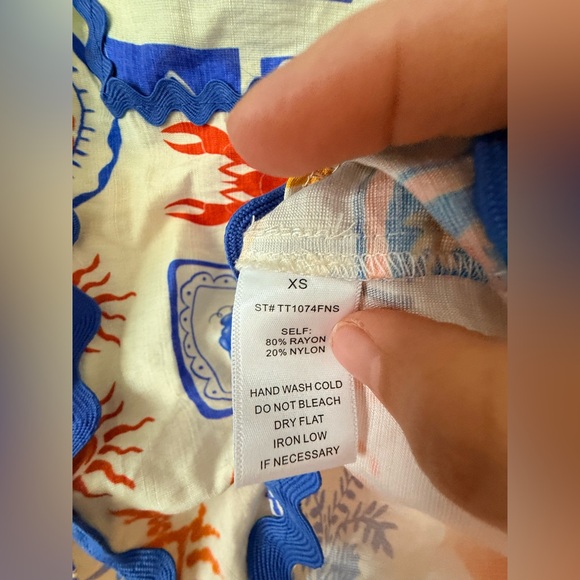 XS
ST# TT1074FNS
SELF:
80% RAYON
20% NYLON
HAND WASH COLD
DO NOT BLEACH
DRY FLAT
IRON LOW
IF NECESSARY